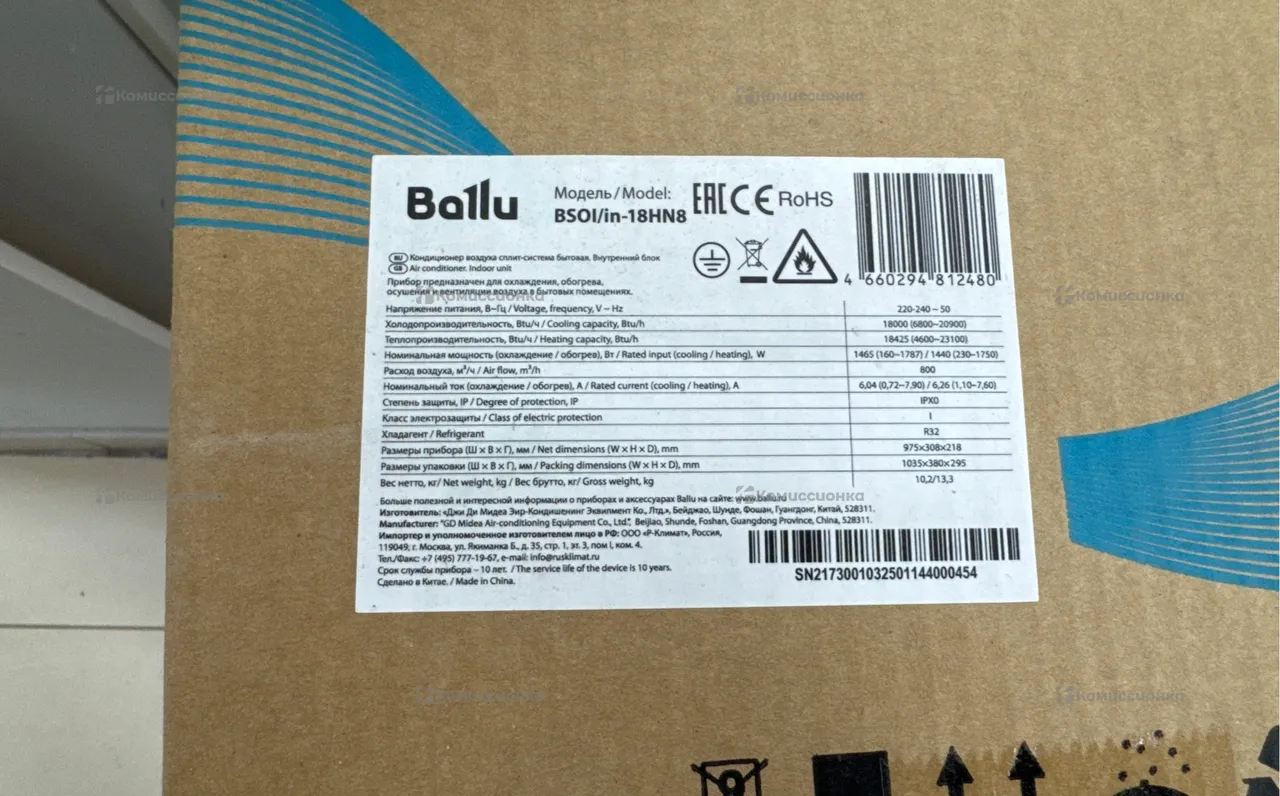 Комиссионка
Комиссионка
Ballu
Модель / Model:
BSOI/in-18HN8
EAC CE RoHS
4 660294 812480
RU Кондиционер воздуха сплит-система бытовая. Внутренний блок
GB Air conditioner. Indoor unit
Прибор предназначен для охлаждения, обогрева,
осушения и вентиляции воздуха в бытовых помещениях.
Комиссионка
Комиссионка
Напряжение питания, В~Гц / Voltage, frequency, V ~ Hz 220-240 ~ 50
Холодопроизводительность, Btu/ч / Cooling capacity, Btu/h 18000 (6800~20900)
Теплопроизводительность, Btu/ч / Heating capacity, Btu/h 18425 (4600~23100)
Номинальная мощность (охлаждение / обогрев), Вт / Rated input (cooling / heating), W 1465 (160~1787) / 1440 (230~1750)
Расход воздуха, м³/ч / Air flow, m³/h 800
Номинальный ток (охлаждение / обогрев), А / Rated current (cooling / heating), A 6,04 (0,72~7,90) / 6,26 (1,10~7,60)
Степень защиты, IP / Degree of protection, IP IPX0
Класс электрозащиты / Class of electric protection I
Хладагент / Refrigerant R32
Размеры прибора (Ш × В × Г), мм / Net dimensions (W × H × D), mm 975×308×218
Размеры упаковки (Ш × В × Г), мм / Packing dimensions (W × H × D), mm 1035×380×295
Вес нетто, кг/ Net weight, kg / Вес брутто, кг/ Gross weight, kg 10,2/13,3
Комиссионка
Комиссионка
Больше полезной и интересной информации о приборах и аксессуарах Ballu на сайте: www.ballu.ru
Изготовитель: «Джи Ди Мидеа Эир-Кондишенинг Эквипмент Ко., Лтд.», Бейджао, Шунде, Фошан, Гуангдонг, Китай, 528311.
Manufacturer: "GD Midea Air-conditioning Equipment Co., Ltd.", Beijiao, Shunde, Foshan, Guangdong Province, China, 528311.
Импортер и уполномоченное изготовителем лицо в РФ: ООО «Р-Климат», Россия,
119049, г. Москва, ул. Якиманка Б., д. 35, стр. 1, эт. 3, пом I, ком. 4.
Тел./Факс: +7 (495) 777-19-67, e-mail: info@rusklimat.ru
Срок службы прибора – 10 лет. / The service life of the device is 10 years.
Сделано в Китае. / Made in China.
SN2173001032501144000454
Комиссионка
Комиссионка